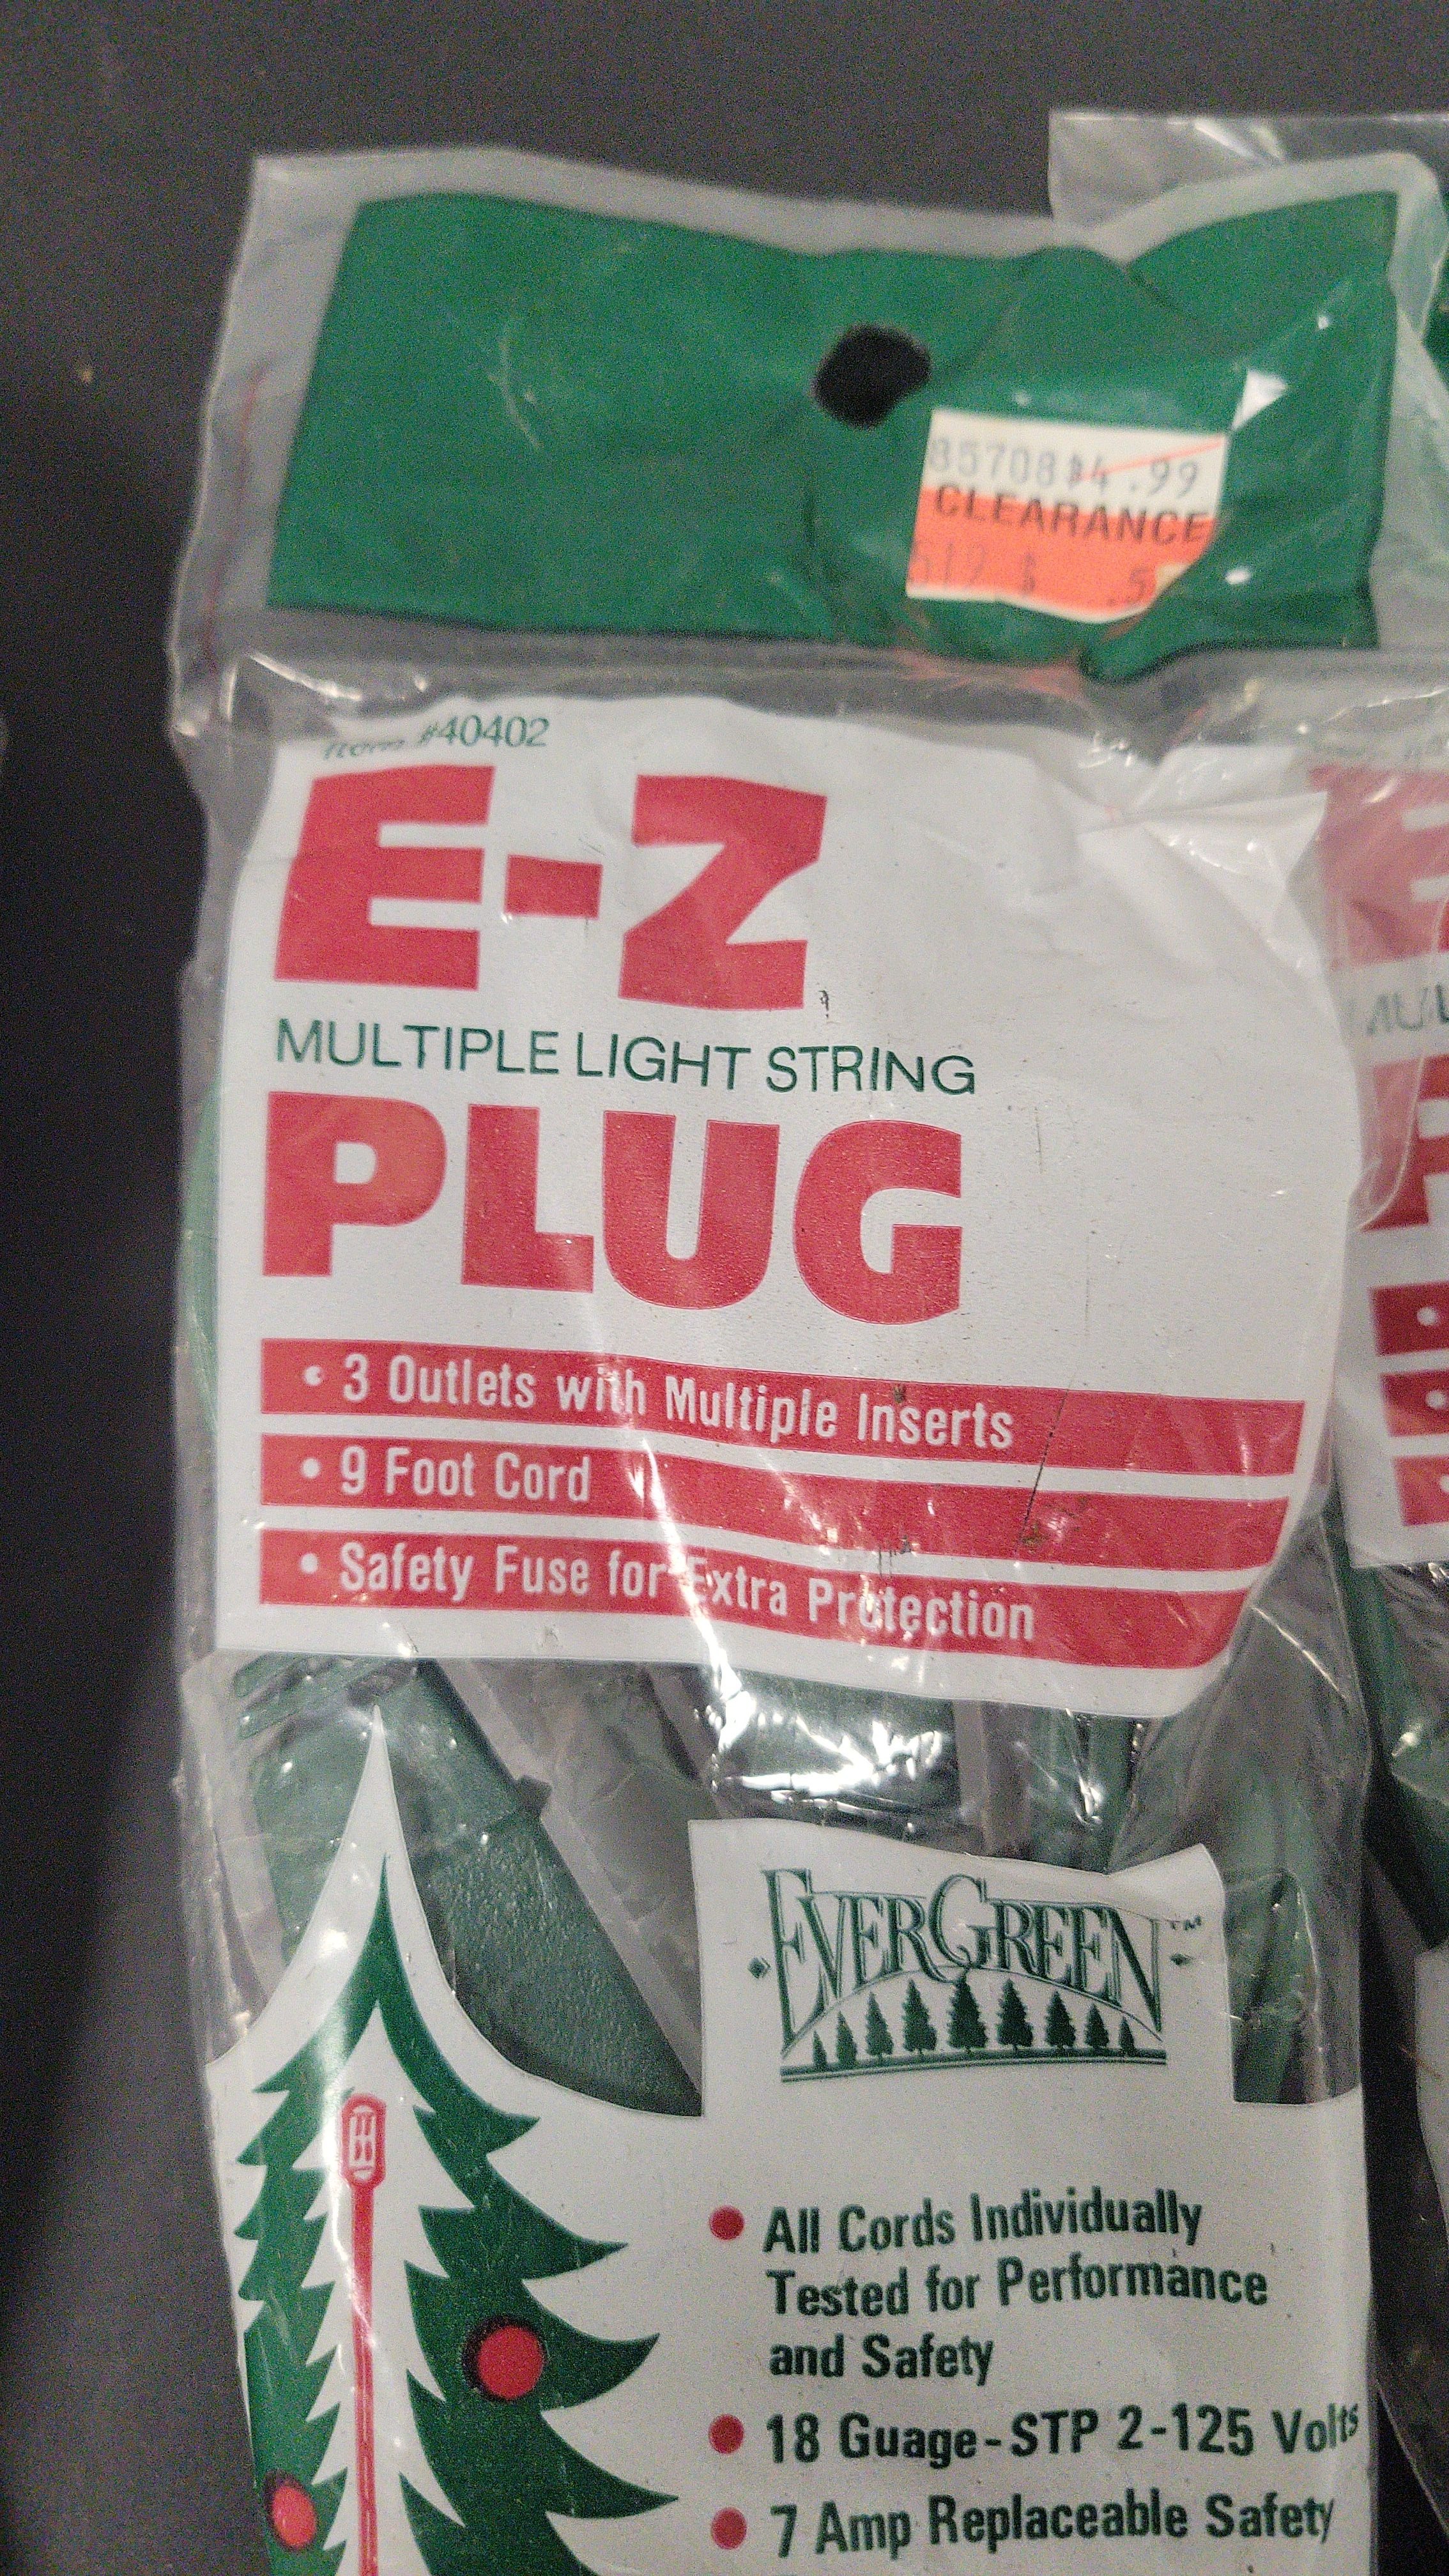 85708 $4.99
CLEARANCE
$ .5
Item #40402
E-Z
MULTIPLE LIGHT STRING
PLUG
• 3 Outlets with Multiple Inserts
• 9 Foot Cord
• Safety Fuse for Extra Protection
EVERGREEN™
• All Cords Individually
Tested for Performance
and Safety
• 18 Guage-STP 2-125 Volts
• 7 Amp Replaceable Safety